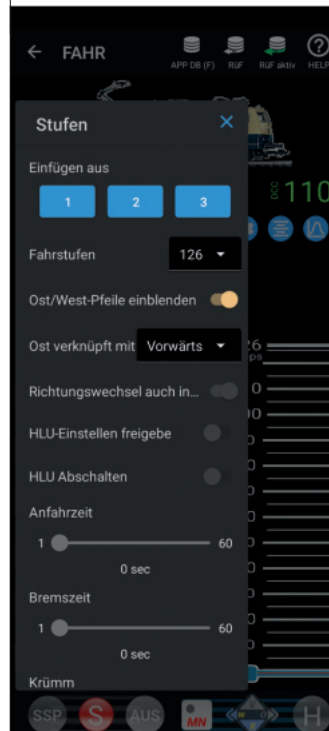 FAHR
APP DB (F) RüF RüF aktiv HELP
Stufen
Einfügen aus
1 2 3
DCC 110
Fahrstufen 126
Ost/West-Pfeile einblenden
Ost verknüpft mit Vorwärts
Richtungswechsel auch in...
HLU-Einstellen freigebe
HLU Abschalten
Anfahrzeit
1 60
0 sec
Bremszeit
1 60
0 sec
Krümm
SSP S AUS MN W O H